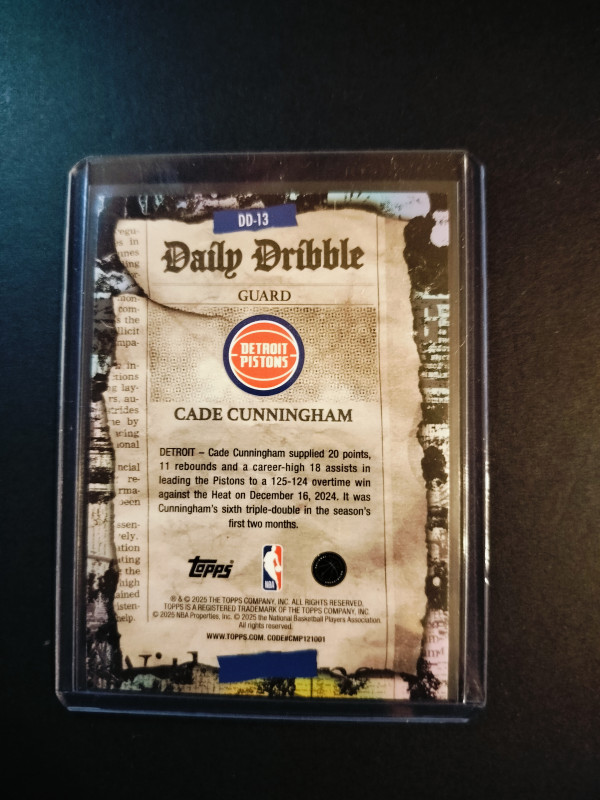 DD-13
Daily Dribble
GUARD
DETROIT
PISTONS
CADE CUNNINGHAM
DETROIT – Cade Cunningham supplied 20 points,
11 rebounds and a career-high 18 assists in
leading the Pistons to a 125-124 overtime win
against the Heat on December 16, 2024. It was
Cunningham's sixth triple-double in the season's
first two months.
Topps
NBA
® & © 2025 THE TOPPS COMPANY, INC. ALL RIGHTS RESERVED.
TOPPS IS A REGISTERED TRADEMARK OF THE TOPPS COMPANY, INC.
© 2025 NBA Properties, Inc. © 2025 the National Basketball Players Association.
All rights reserved.
WWW.TOPPS.COM. CODE#CMP121001